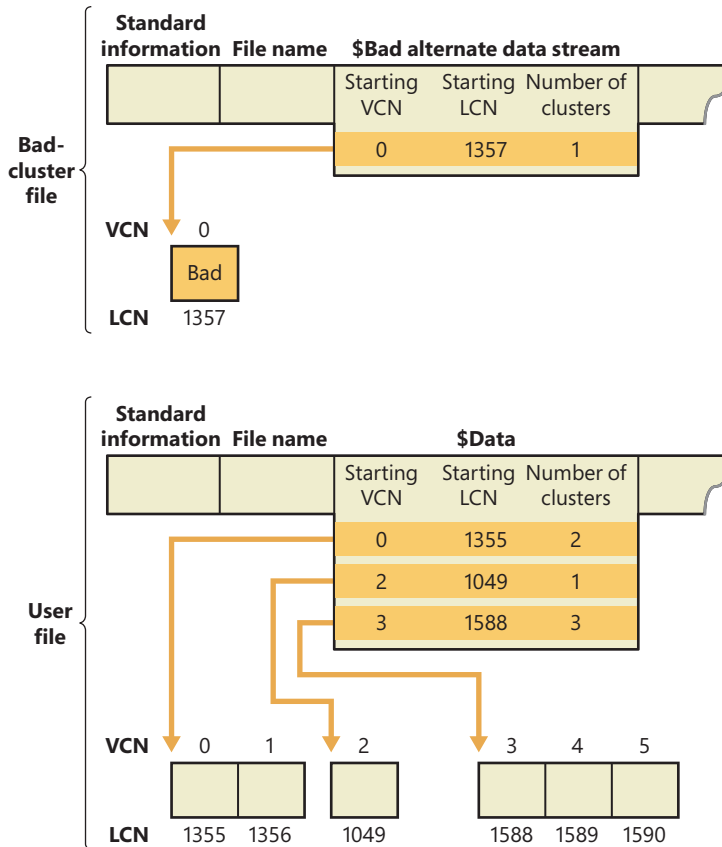 Standard
information File name $Bad alternate data stream
Starting Starting Number of
VCN LCN clusters
0 1357 1
Bad-
cluster
file
VCN 0
Bad
LCN 1357
Standard
information File name $Data
Starting Starting Number of
VCN LCN clusters
0 1355 2
2 1049 1
3 1588 3
User
file
VCN 0 1 2 3 4 5
LCN 1355 1356 1049 1588 1589 1590